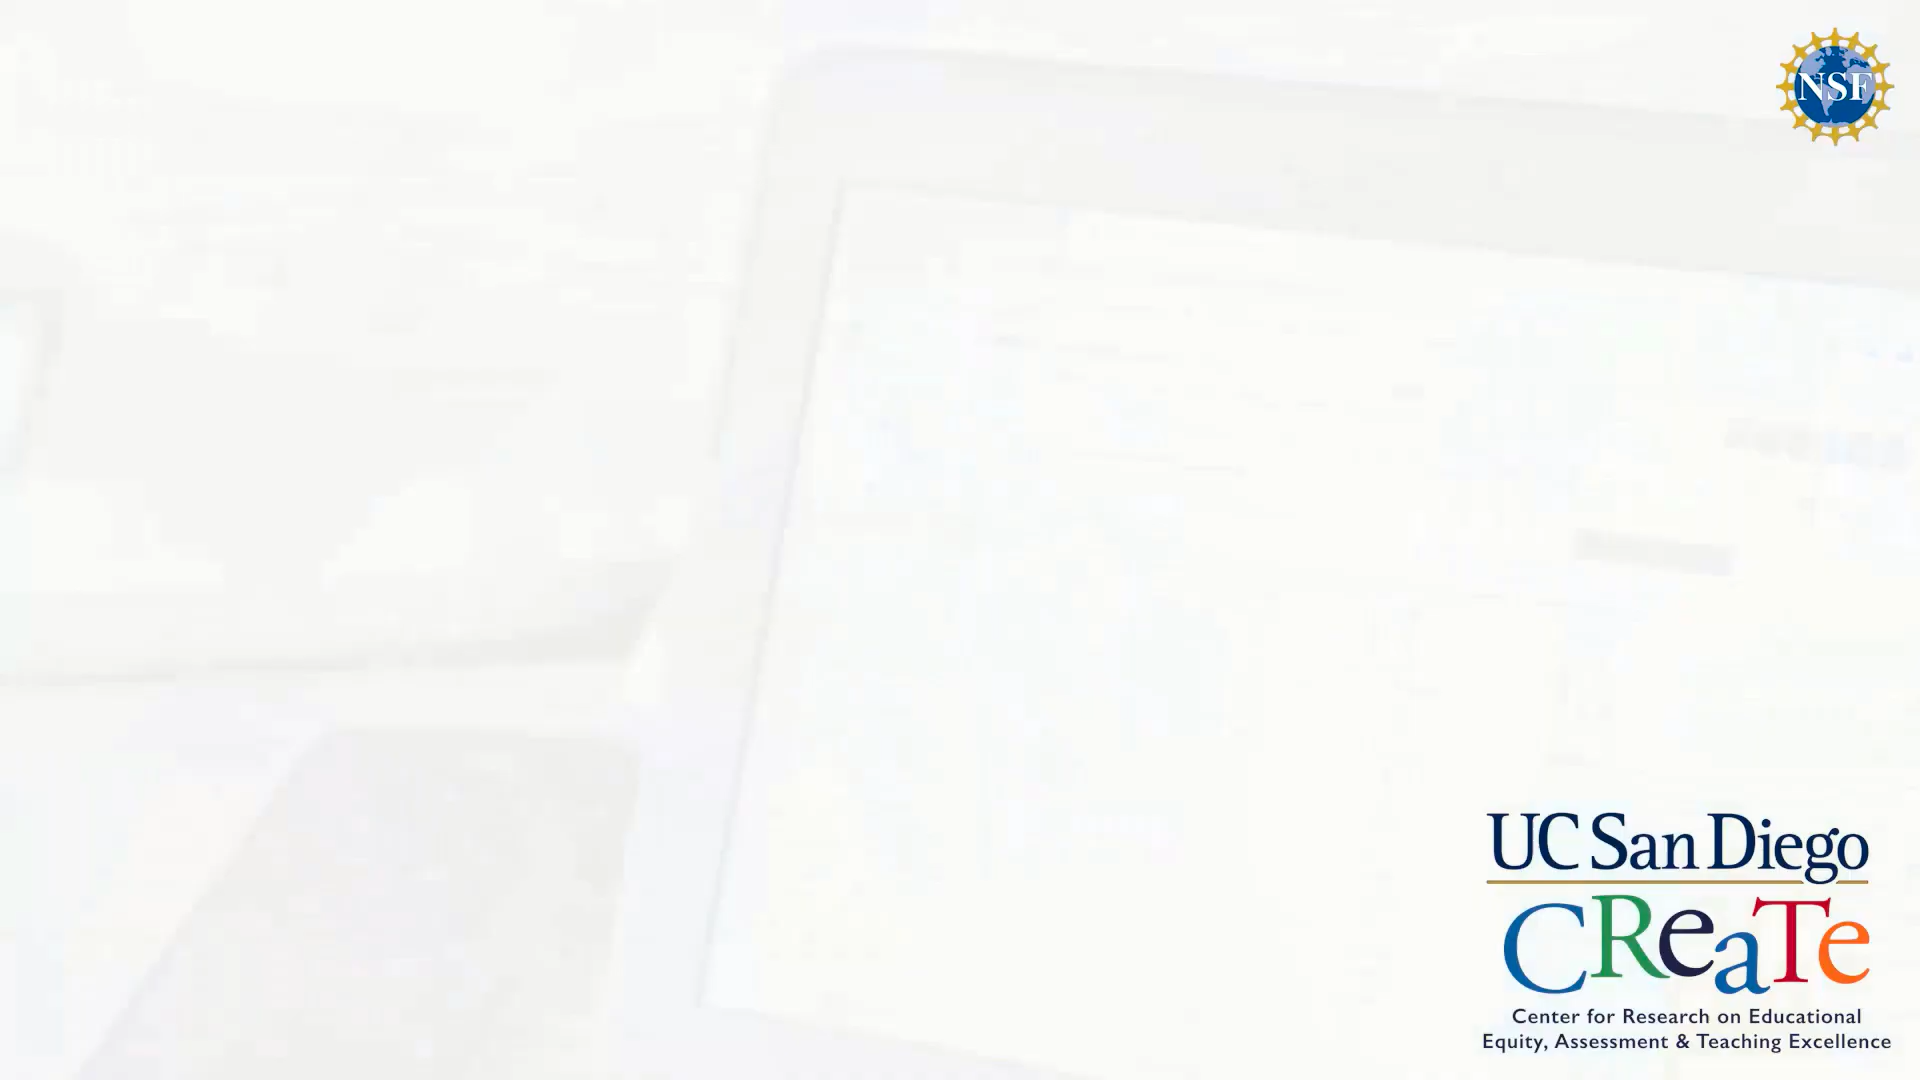 NSF
UC San Diego
CREATE
Center for Research on Educational
Equity, Assessment & Teaching Excellence